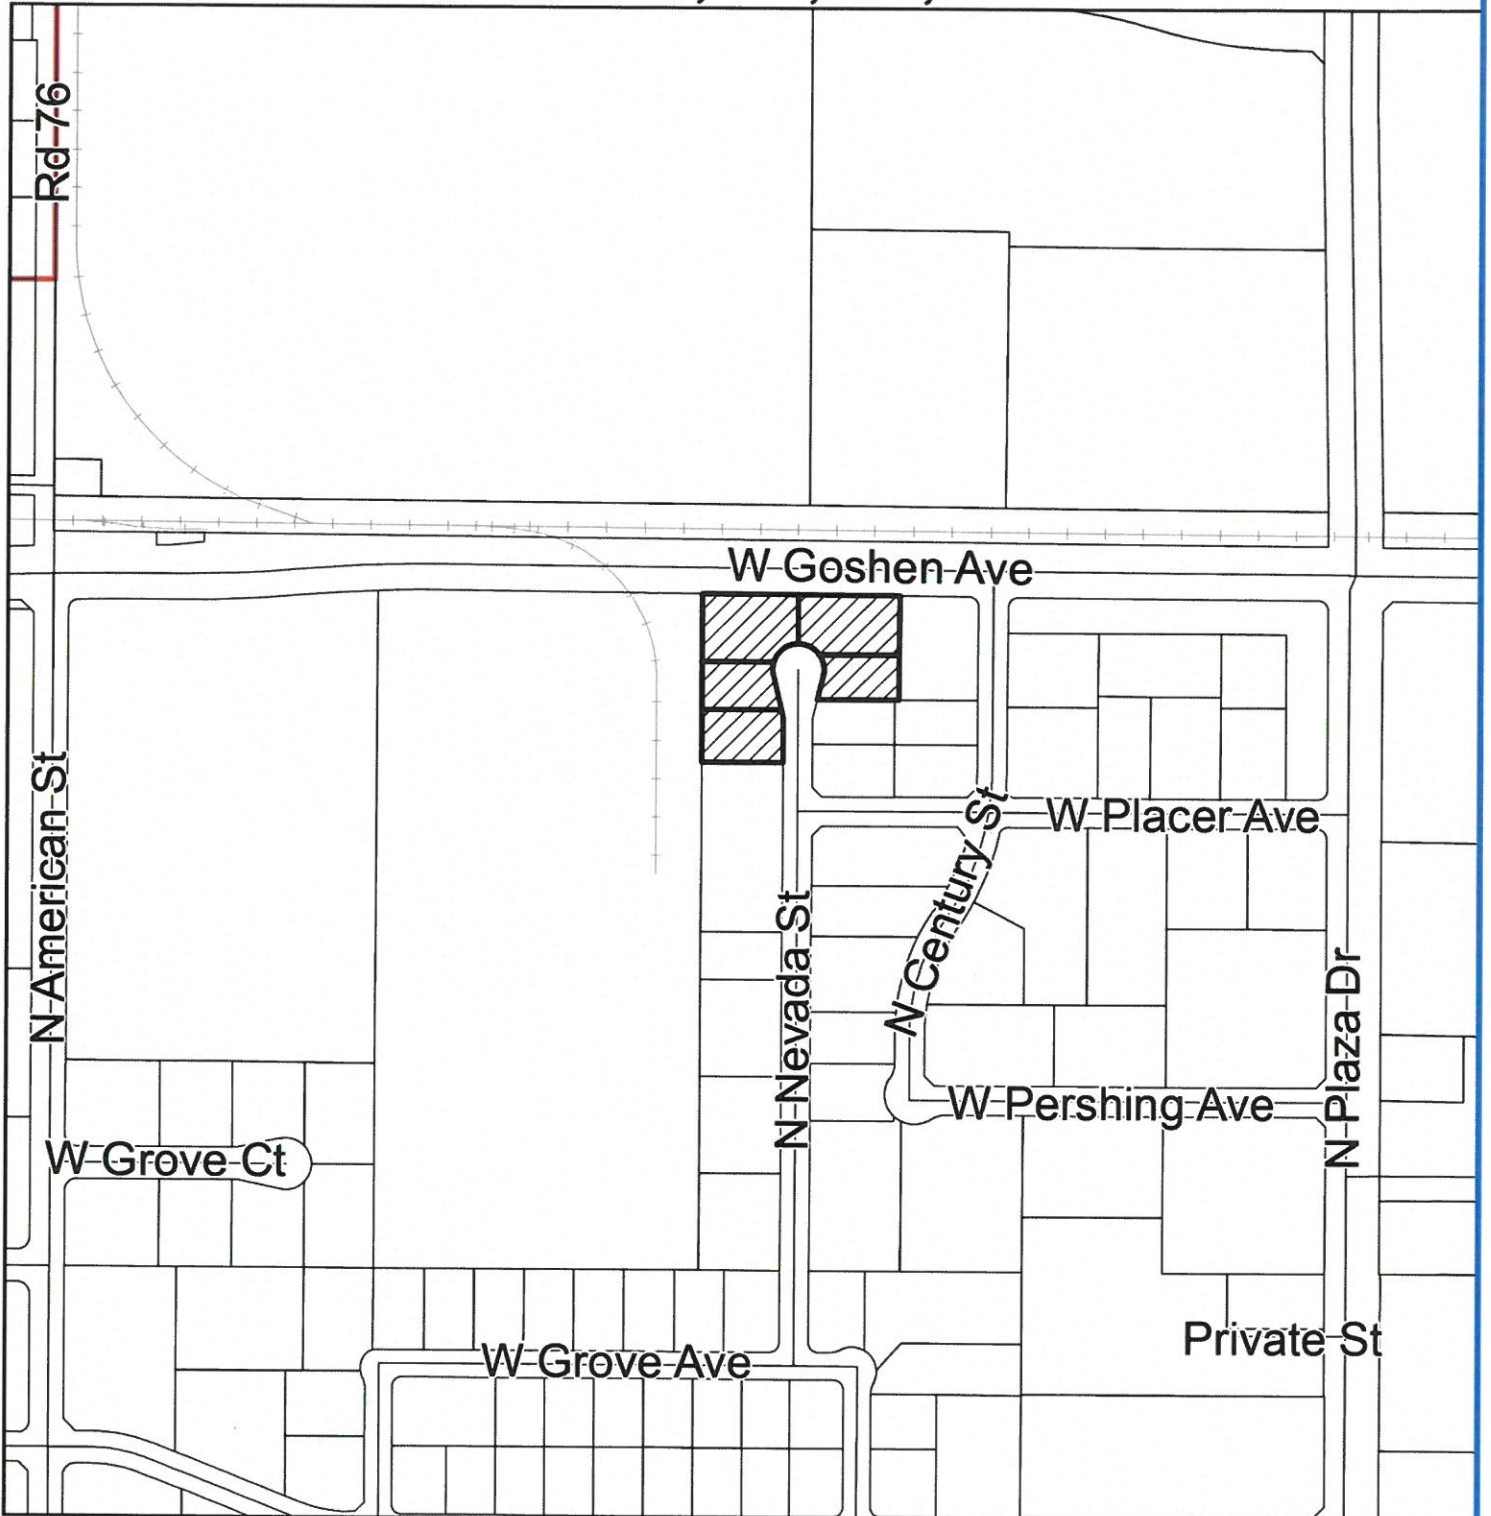 Rd 76
W Goshen Ave
N American St
N Century St
W Placer Ave
N Nevada St
N Plaza Dr
W Pershing Ave
W Grove Ct
Private St
W Grove Ave